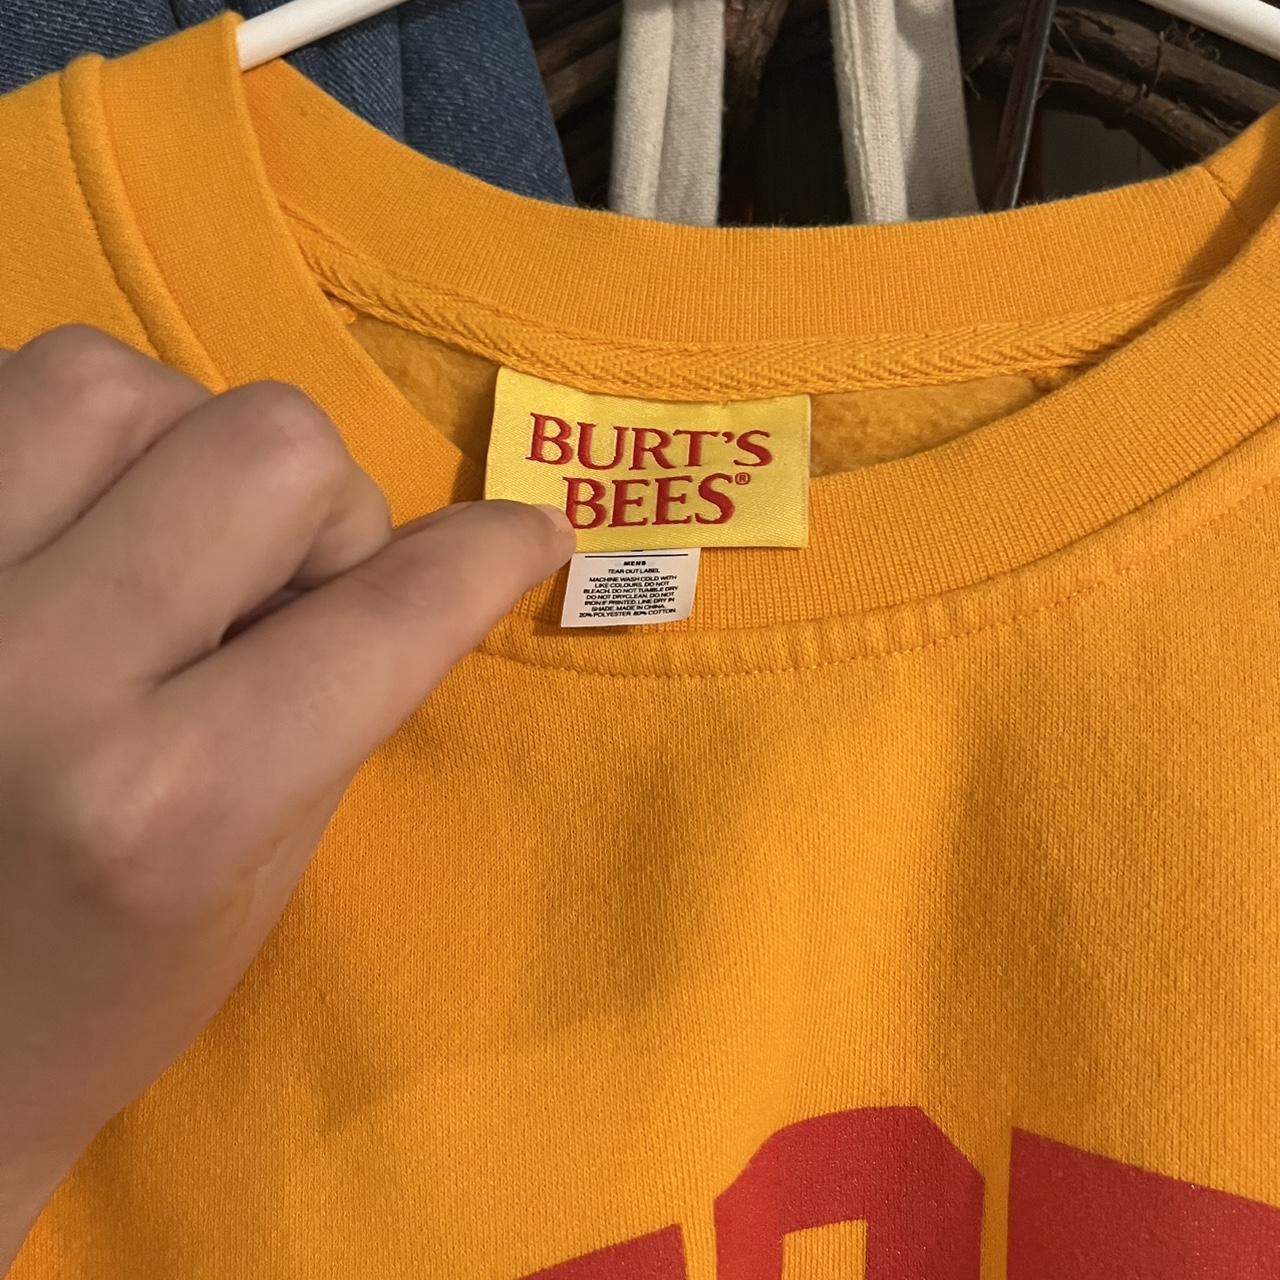 BURT'S
BEES®
MENS
TEAR OUT LABEL
MACHINE WASH COLD WITH
LIKE COLOURS. DO NOT
BLEACH. DO NOT TUMBLE DRY
DO NOT DRYCLEAN. DO NOT
IRON IF PRINTED. LINE DRY IN
SHADE. MADE IN CHINA.
20% POLYESTER 80% COTTON.